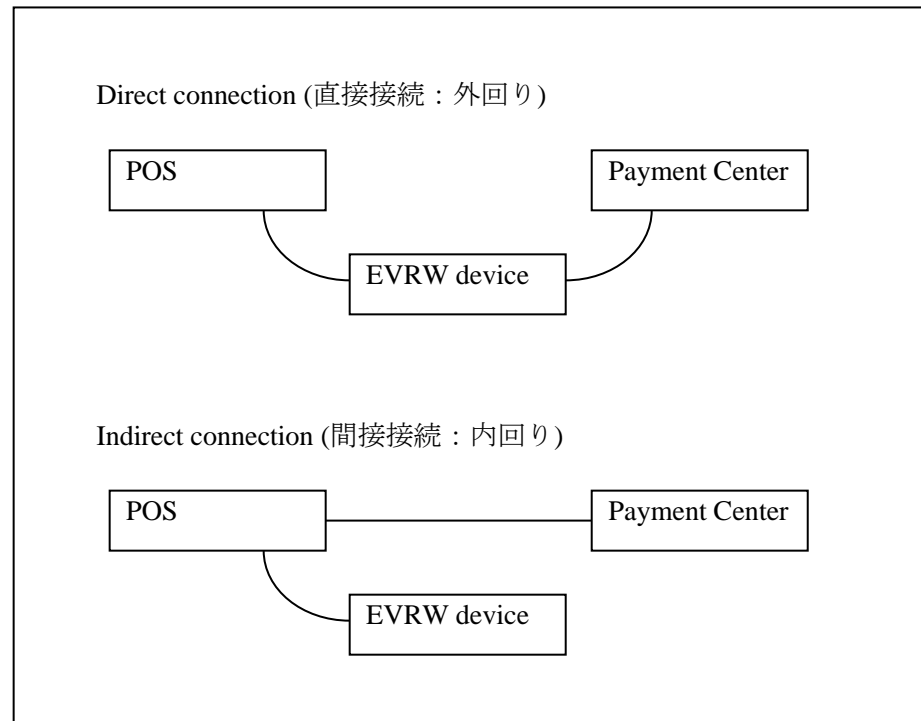 Direct connection (直接接続：外回り)
POS
Payment Center
EVRW device
Indirect connection (間接接続：内回り)
POS
Payment Center
EVRW device